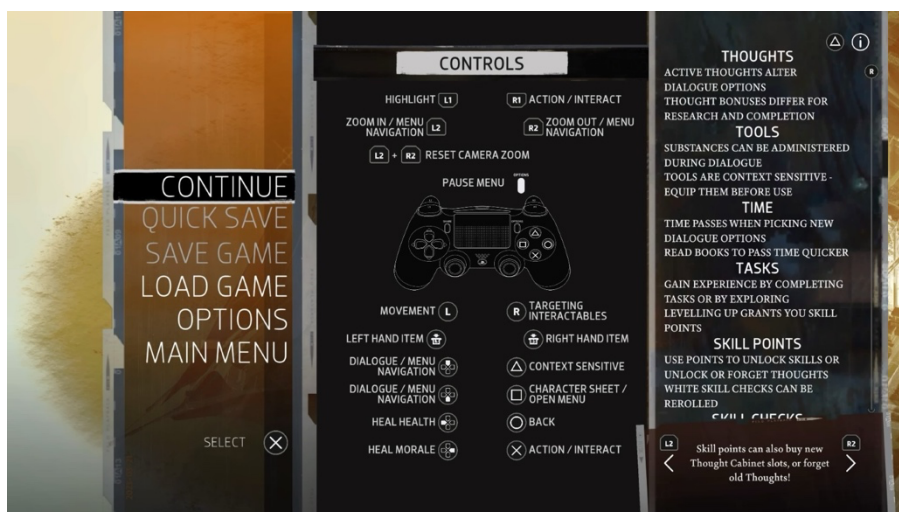 CONTINUE
QUICK SAVE
SAVE GAME
LOAD GAME
OPTIONS
MAIN MENU
SELECT
CONTROLS
HIGHLIGHT L1
R1 ACTION / INTERACT
ZOOM IN / MENU
NAVIGATION L2
R2 ZOOM OUT / MENU
NAVIGATION
L2 + R2 RESET CAMERA ZOOM
PAUSE MENU OPTIONS
MOVEMENT L
R TARGETING
INTERACTABLES
LEFT HAND ITEM
RIGHT HAND ITEM
DIALOGUE / MENU
NAVIGATION
CONTEXT SENSITIVE
DIALOGUE / MENU
NAVIGATION
CHARACTER SHEET /
OPEN MENU
HEAL HEALTH
BACK
HEAL MORALE
ACTION / INTERACT
i
R
THOUGHTS
ACTIVE THOUGHTS ALTER
DIALOGUE OPTIONS
THOUGHT BONUSES DIFFER FOR
RESEARCH AND COMPLETION
TOOLS
SUBSTANCES CAN BE ADMINISTERED
DURING DIALOGUE
TOOLS ARE CONTEXT SENSITIVE -
EQUIP THEM BEFORE USE
TIME
TIME PASSES WHEN PICKING NEW
DIALOGUE OPTIONS
READ BOOKS TO PASS TIME QUICKER
TASKS
GAIN EXPERIENCE BY COMPLETING
TASKS OR BY EXPLORING
LEVELLING UP GRANTS YOU SKILL
POINTS
SKILL POINTS
USE POINTS TO UNLOCK SKILLS OR
UNLOCK OR FORGET THOUGHTS
WHITE SKILL CHECKS CAN BE
REROLLED
SKILL CHECKS
L2
R2
Skill points can also buy new
Thought Cabinet slots, or forget
old Thoughts!